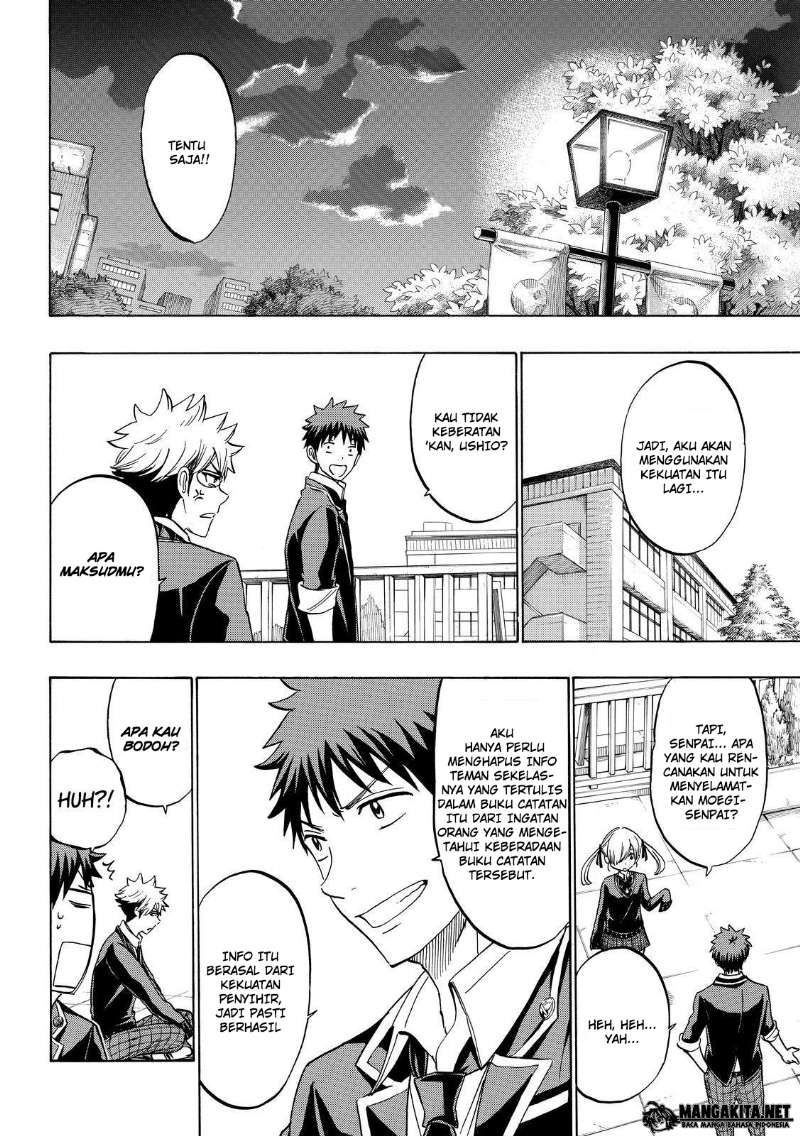 TENTU
SAJA!!
JADI, AKU AKAN
MENGGUNAKAN
KEKUATAN ITU
LAGI...
KAU TIDAK
KEBERATAN
'KAN, USHIO?
APA
MAKSUDMU?
TAPI,
SENPAI... APA
YANG KAU REN-
CANAKAN UNTUK
MENYELAMAT-
KAN MOEGI-
SENPAI?
HEH, HEH...
YAH...
AKU
HANYA PERLU
MENGHAPUS INFO
TEMAN SEKELAS-
NYA YANG TERTULIS
DALAM BUKU CATATAN
ITU DARI INGATAN
ORANG YANG MENGE-
TAHUI KEBERADAAN
BUKU CATATAN
TERSEBUT.
INFO ITU
BERASAL DARI
KEKUATAN
PENYIHIR,
JADI PASTI
BERHASIL
APA KAU
BODOH?
HUH?!
MANGAKITA.NET
BACA MANGA BAHASA INDONESIA